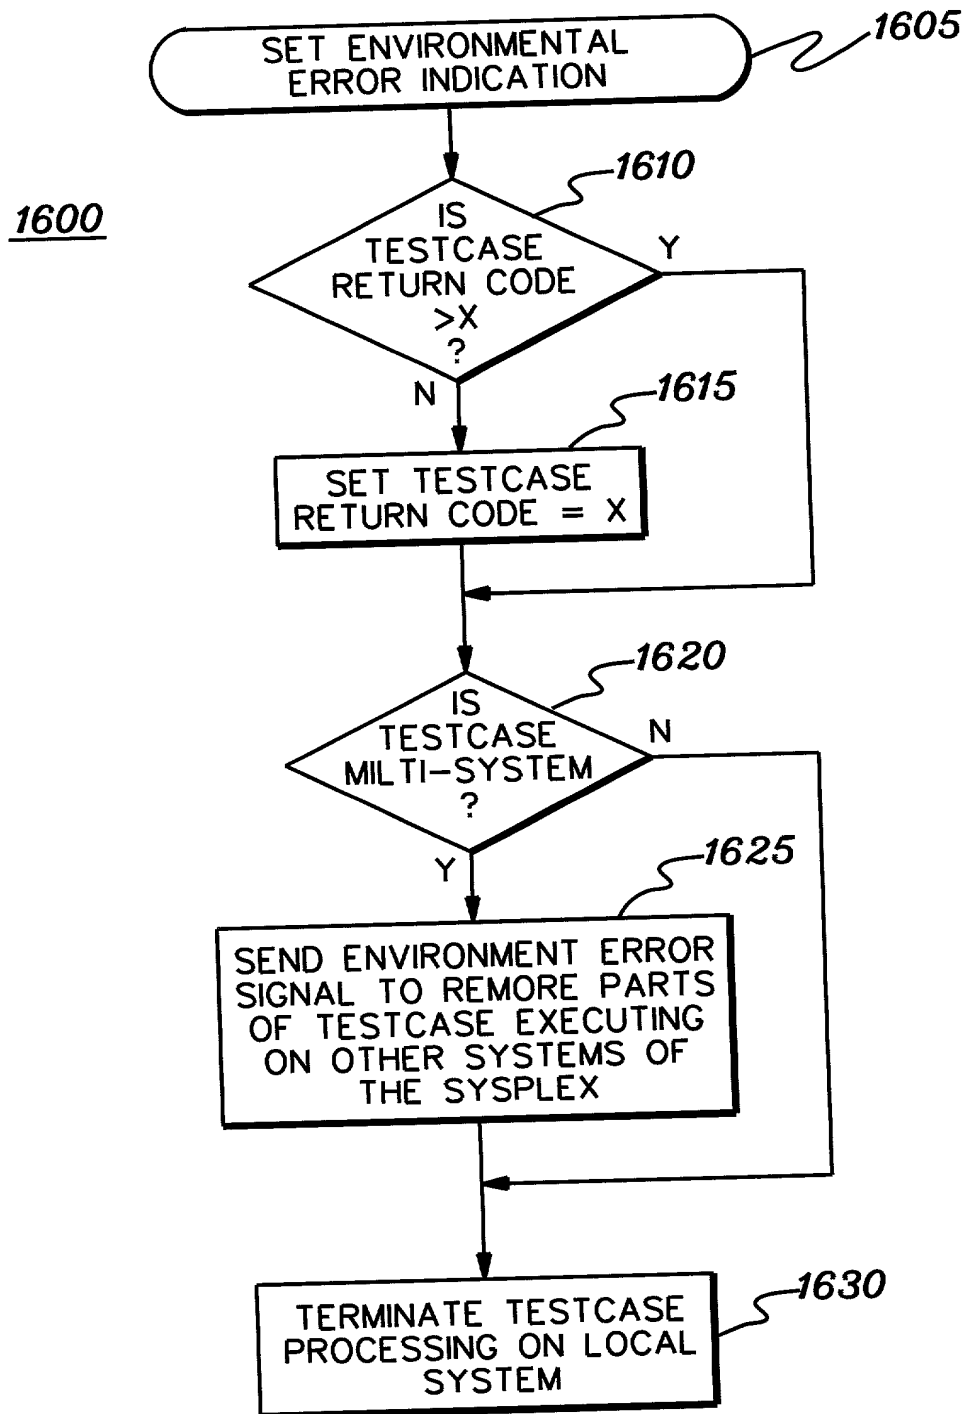 SET ENVIRONMENTAL
ERROR INDICATION
1605
1600
1610
IS
TESTCASE
RETURN CODE
>X
?
Y
N
1615
SET TESTCASE
RETURN CODE = X
1620
IS
TESTCASE
MILTI-SYSTEM
?
N
Y
1625
SEND ENVIRONMENT ERROR
SIGNAL TO REMORE PARTS
OF TESTCASE EXECUTING
ON OTHER SYSTEMS OF
THE SYSPLEX
1630
TERMINATE TESTCASE
PROCESSING ON LOCAL
SYSTEM